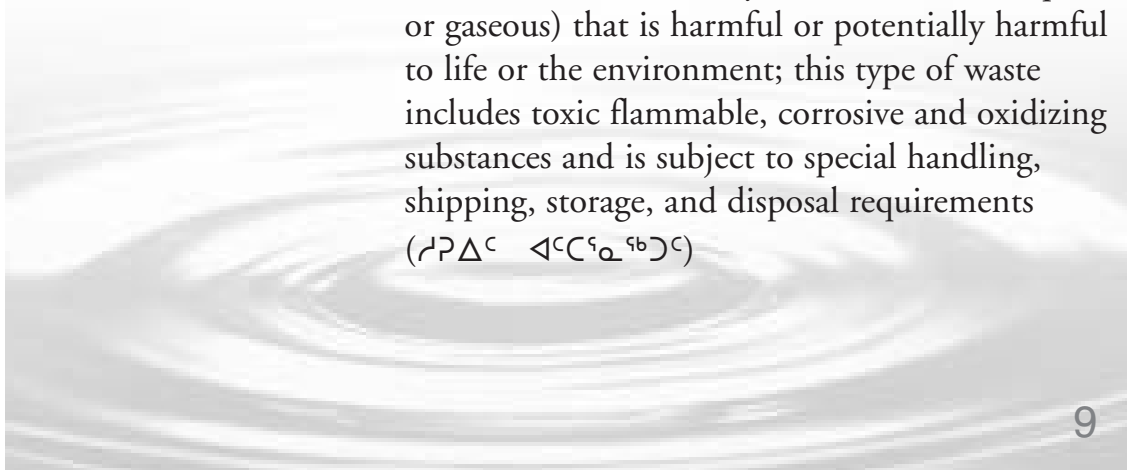 or gaseous) that is harmful or potentially harmful
to life or the environment; this type of waste
includes toxic flammable, corrosive and oxidizing
substances and is subject to special handling,
shipping, storage, and disposal requirements
(ᓱᕈᐃᑦ ᐊᑦᑕᕐᓇᖅᑐᑦ)
9